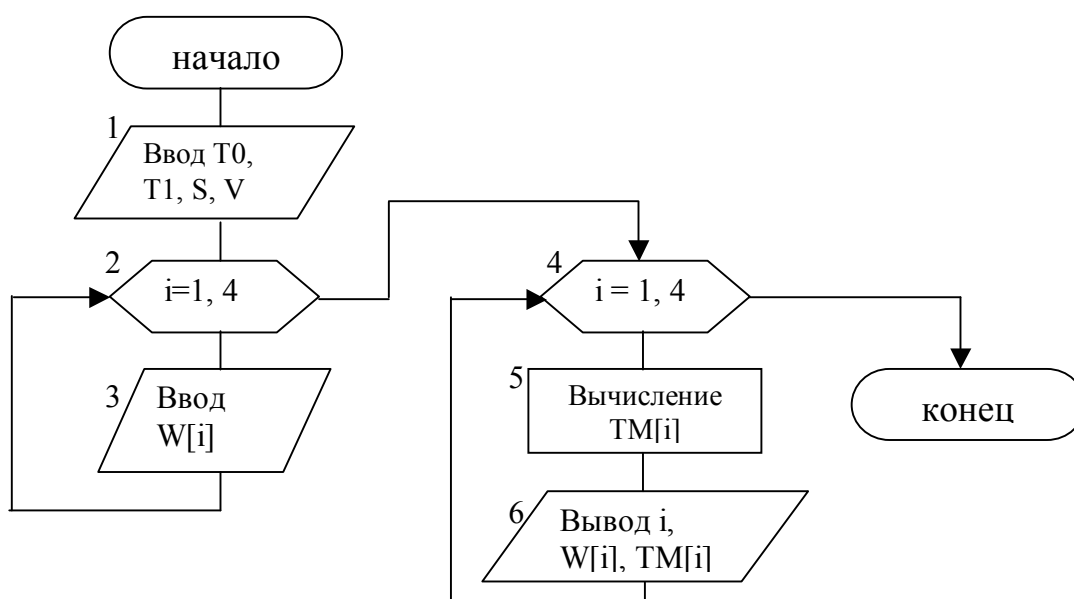 начало
1
Ввод T0,
T1, S, V
2
i=1, 4
3
Ввод
W[i]
4
i = 1, 4
5
Вычисление
TM[i]
6
Вывод i,
W[i], TM[i]
конец